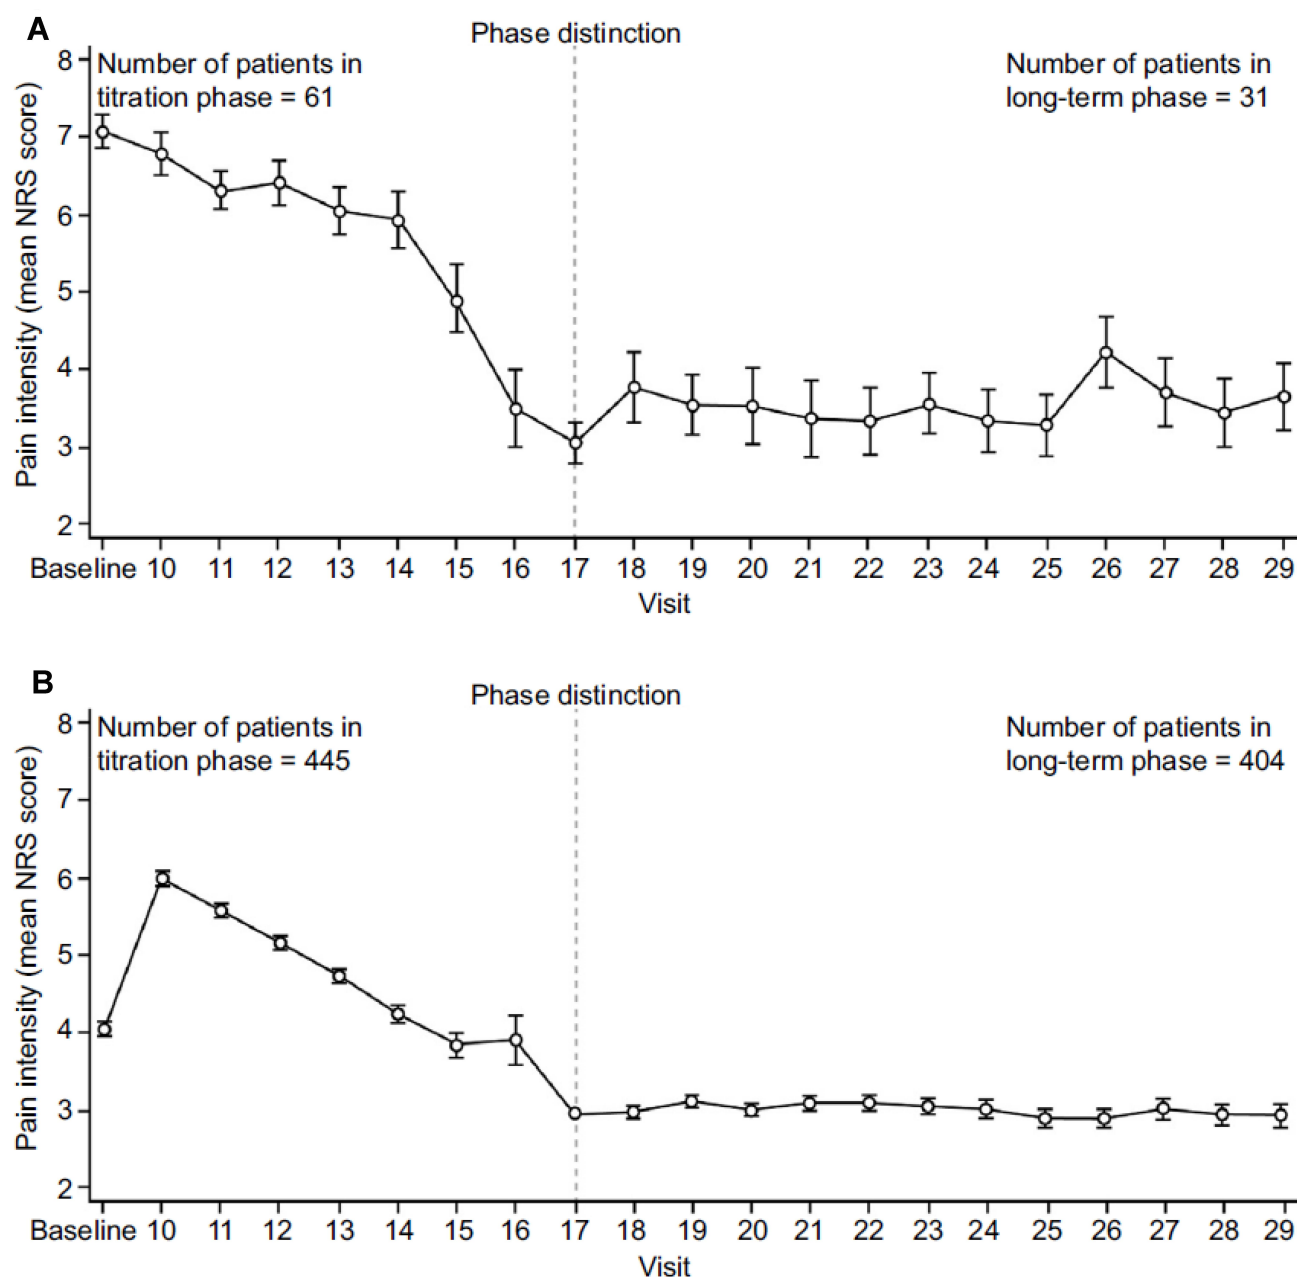 A
Phase distinction
Number of patients in
titration phase = 61
Number of patients in
long-term phase = 31
Pain intensity (mean NRS score)
8
7
6
5
4
3
2
Baseline 10 11 12 13 14 15 16 17 18 19 20 21 22 23 24 25 26 27 28 29
Visit
B
Phase distinction
Number of patients in
titration phase = 445
Number of patients in
long-term phase = 404
Pain intensity (mean NRS score)
8
7
6
5
4
3
2
Baseline 10 11 12 13 14 15 16 17 18 19 20 21 22 23 24 25 26 27 28 29
Visit